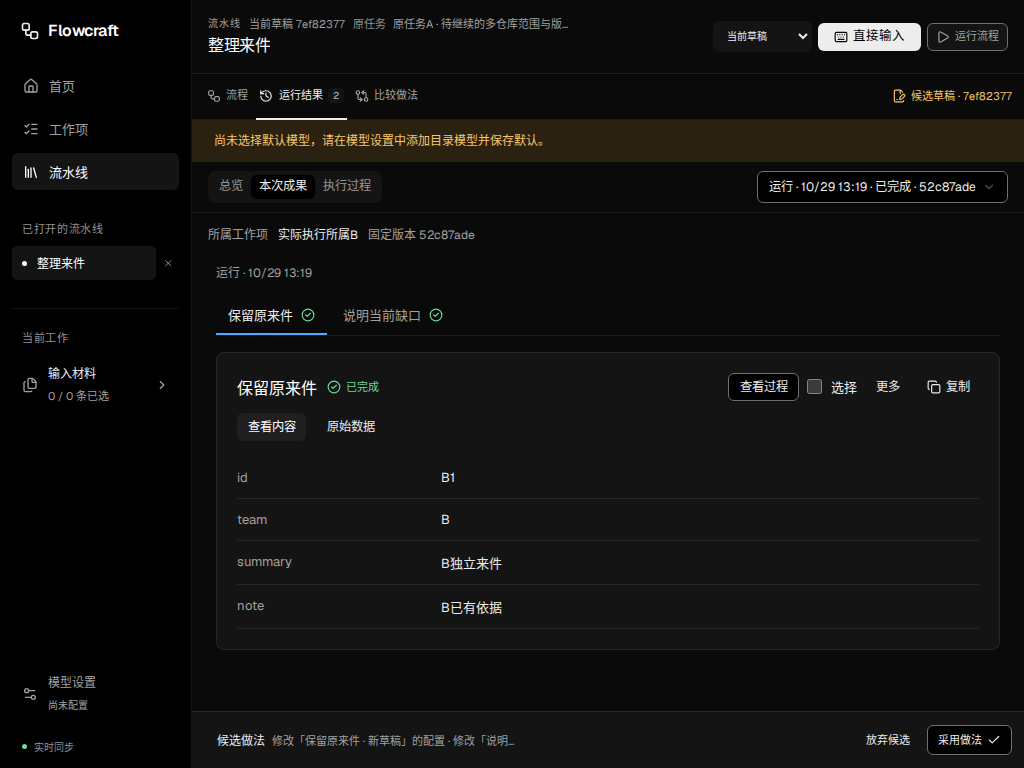 Flowcraft
首页
工作项
流水线
已打开的流水线
整理来件
当前工作
输入材料
0 / 0 条已选
模型设置
尚未配置
实时同步
流水线 当前草稿 7ef82377 原任务 原任务A · 待继续的多仓库范围与版...
整理来件
当前草稿
直接输入
运行流程
流程
运行结果 2
比较做法
候选草稿 · 7ef82377
尚未选择默认模型，请在模型设置中添加目录模型并保存默认。
总览
本次成果
执行过程
运行 · 10/29 13:19 · 已完成 · 52c87ade
所属工作项 实际执行所属B 固定版本 52c87ade
运行 · 10/29 13:19
保留原来件
说明当前缺口
保留原来件 已完成
查看过程
选择
更多
复制
查看内容
原始数据
id B1
team B
summary B独立来件
note B已有依据
候选做法 修改「保留原来件 · 新草稿」的配置 · 修改「说明...
放弃候选
采用做法